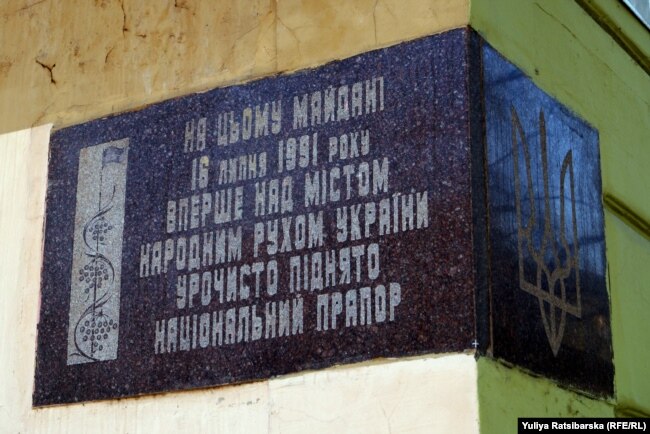 НА ЦЬОМУ МАЙДАНІ
16 ЛИПНЯ 1991 РОКУ
ВПЕРШЕ НАД МІСТОМ
НАРОДНИМ РУХОМ УКРАЇНИ
УРОЧИСТО ПІДНЯТО
НАЦІОНАЛЬНИЙ ПРАПОР
Yuliya Ratsibarska (RFE/RL)